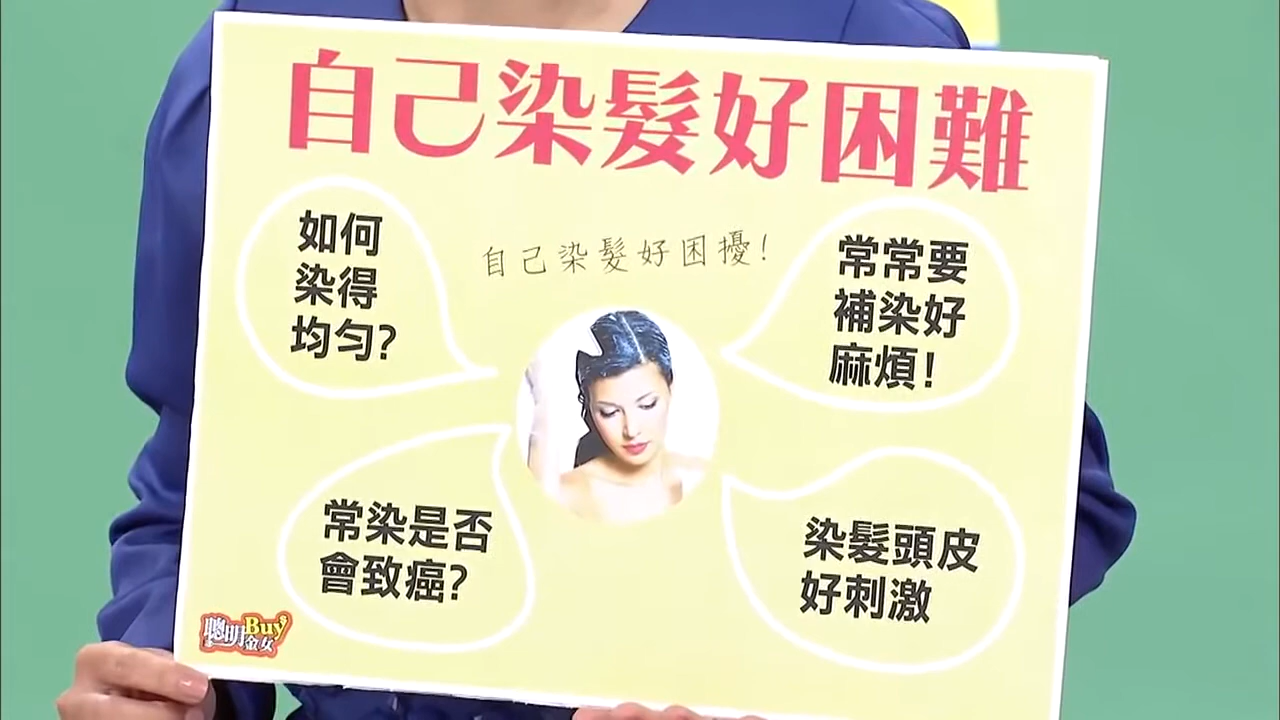 自己染髮好困難
自己染髮好困擾!
如何
染得
均勻?
常常要
補染好
麻煩!
常染是否
會致癌?
染髮頭皮
好刺激
聰明Buy
金女